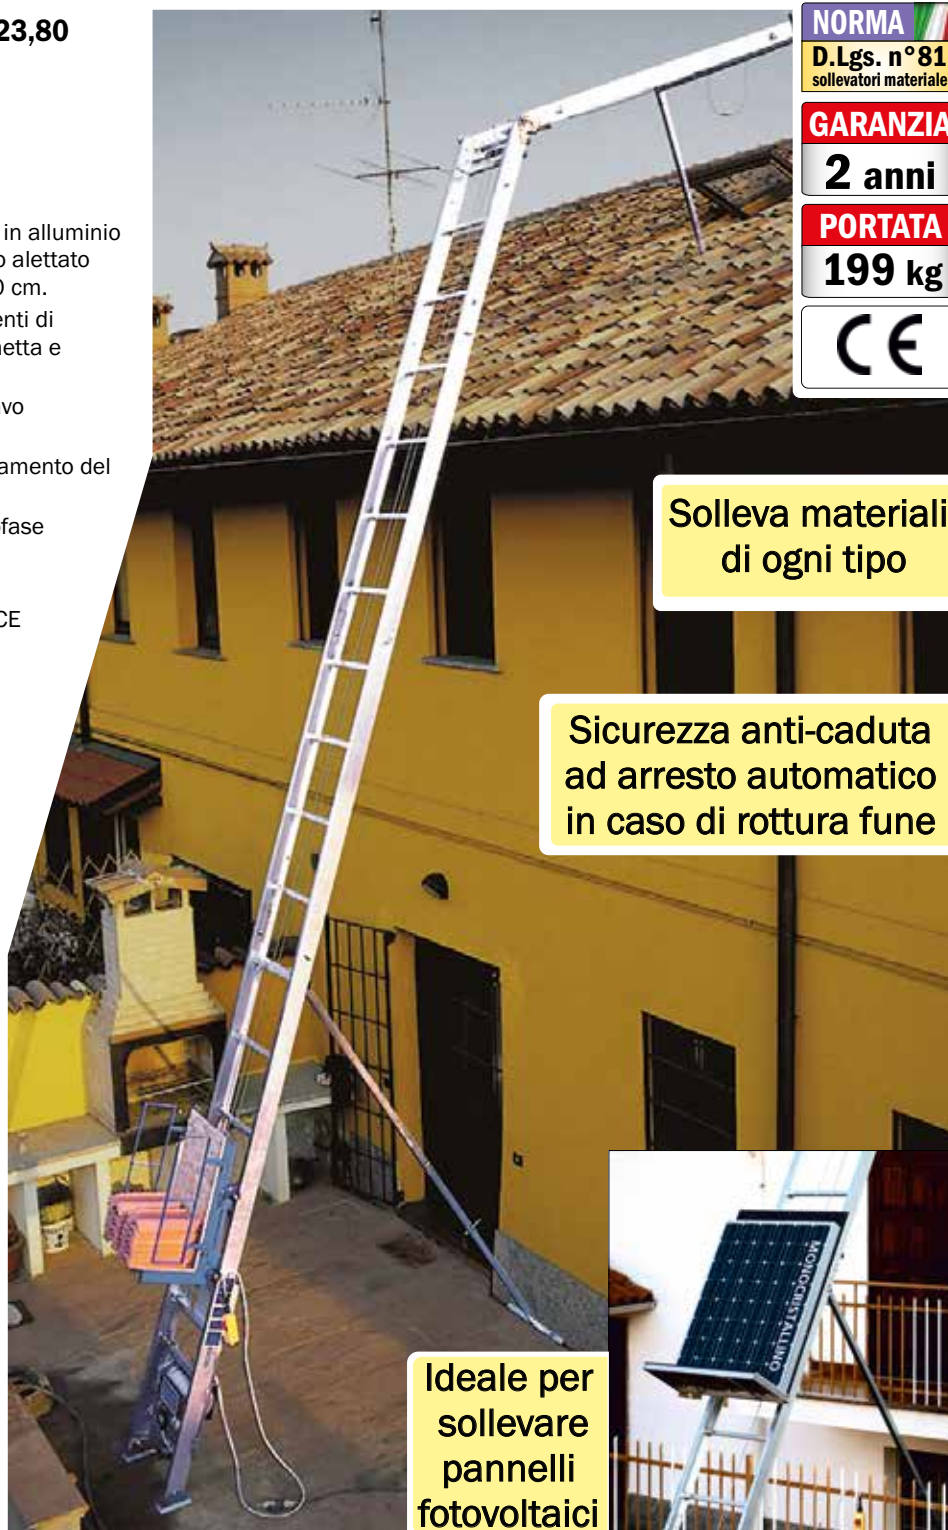 23,80
in alluminio
o alettato
0 cm.
enti di
netta e
vo
amento del
fase
CE
NORMA
D.Lgs. n°81
sollevatori materiale
GARANZIA
2 anni
PORTATA
199 kg
CE
Solleva materiali
di ogni tipo
Sicurezza anti-caduta
ad arresto automatico
in caso di rottura fune
MONOCRISTALLINO
Ideale per
sollevare
pannelli
fotovoltaici